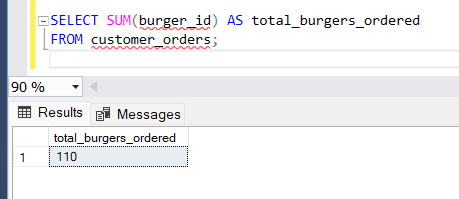 SELECT SUM(burger_id) AS total_burgers_ordered
FROM customer_orders;
90 %
Results Messages
total_burgers_ordered
1 110